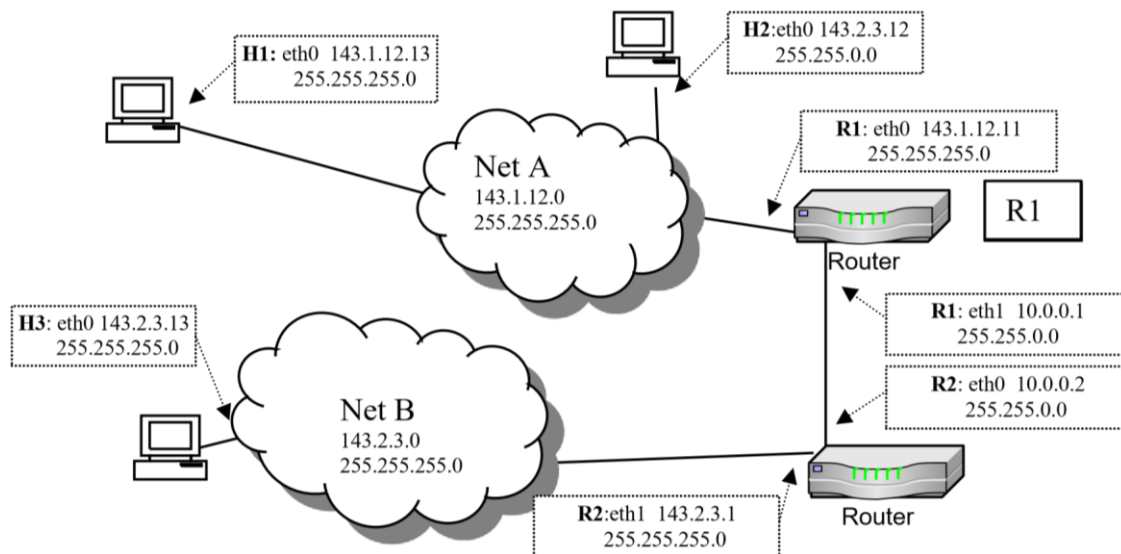 H1: eth0 143.1.12.13
255.255.255.0
H2:eth0 143.2.3.12
255.255.0.0
R1: eth0 143.1.12.11
255.255.255.0
Net A
143.1.12.0
255.255.255.0
R1
Router
H3: eth0 143.2.3.13
255.255.255.0
R1: eth1 10.0.0.1
255.255.0.0
R2: eth0 10.0.0.2
255.255.0.0
Net B
143.2.3.0
255.255.255.0
R2:eth1 143.2.3.1
255.255.255.0
Router